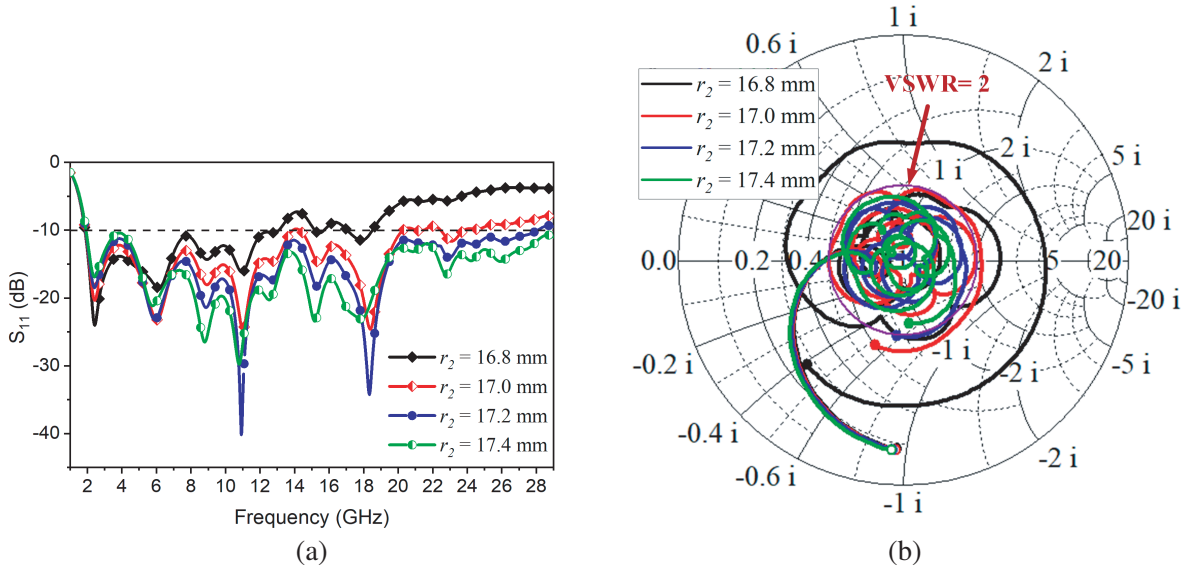 0
-10
-20
-30
-40
S11 (dB)
2 4 6 8 10 12 14 16 18 20 22 24 26 28
Frequency (GHz)
r2 = 16.8 mm
r2 = 17.0 mm
r2 = 17.2 mm
r2 = 17.4 mm
(a)
r2 = 16.8 mm
r2 = 17.0 mm
r2 = 17.2 mm
r2 = 17.4 mm
VSWR= 2
1 i
0.6 i
2 i
5 i
20 i
-20 i
-5 i
-2 i
-1 i
-0.6 i
-0.4 i
-0.2 i
0.0 0.2 0.4 5 20
1 i
2 i
-1 i
-2 i
(b)